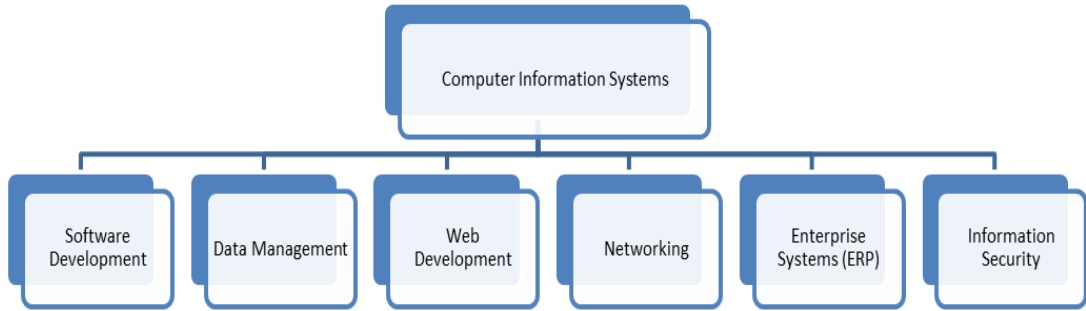 Computer Information Systems
Software
Development
Data Management
Web
Development
Networking
Enterprise
Systems (ERP)
Information
Security